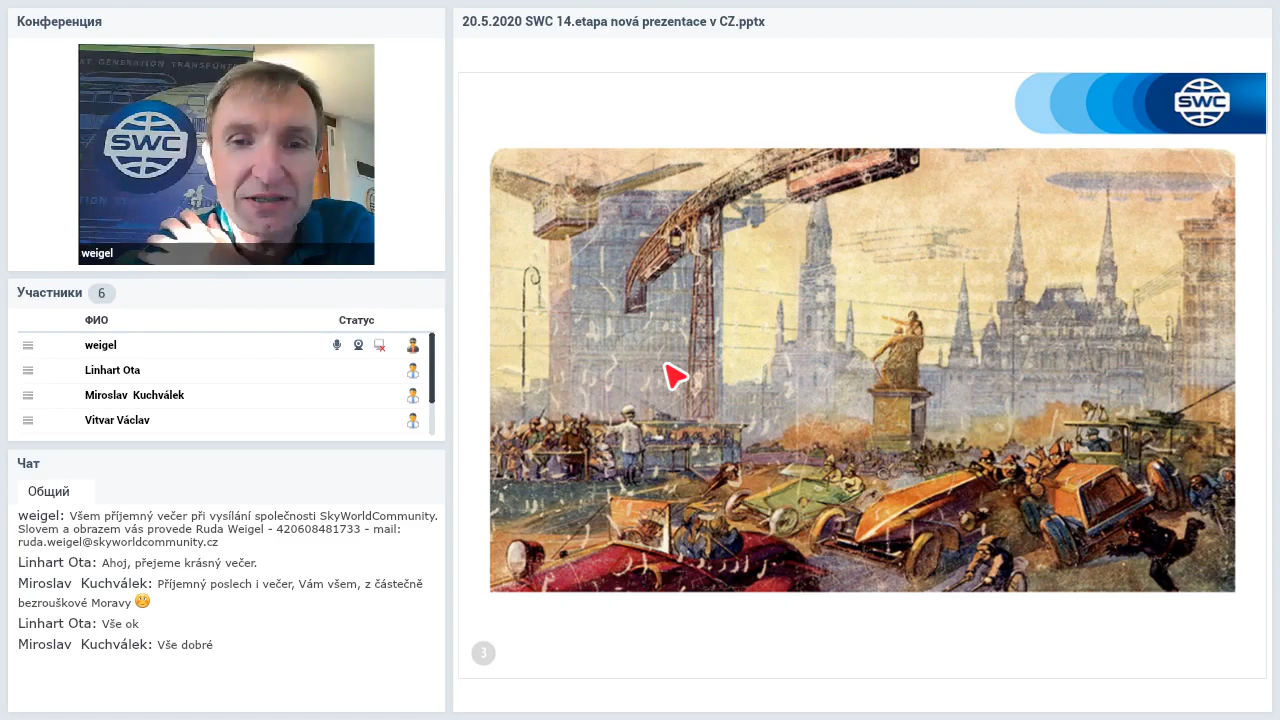 Конференция
AT GENERATION TRANSPORT
SWC
weigel
Участники 6
ФИО Статус
weigel
Linhart Ota
Miroslav Kuchválek
Vitvar Václav
Чат
Общий
weigel: Všem příjemný večer při vysílání společnosti SkyWorldCommunity.
Slovem a obrazem vás provede Ruda Weigel - 420608481733 - mail:
ruda.weigel@skyworldcommunity.cz
Linhart Ota: Ahoj, přejeme krásný večer.
Miroslav Kuchválek: Příjemný poslech i večer, Vám všem, z částečně
bezrouškové Moravy
Linhart Ota: Vše ok
Miroslav Kuchválek: Vše dobré
20.5.2020 SWC 14.etapa nová prezentace v CZ.pptx
SWC
3